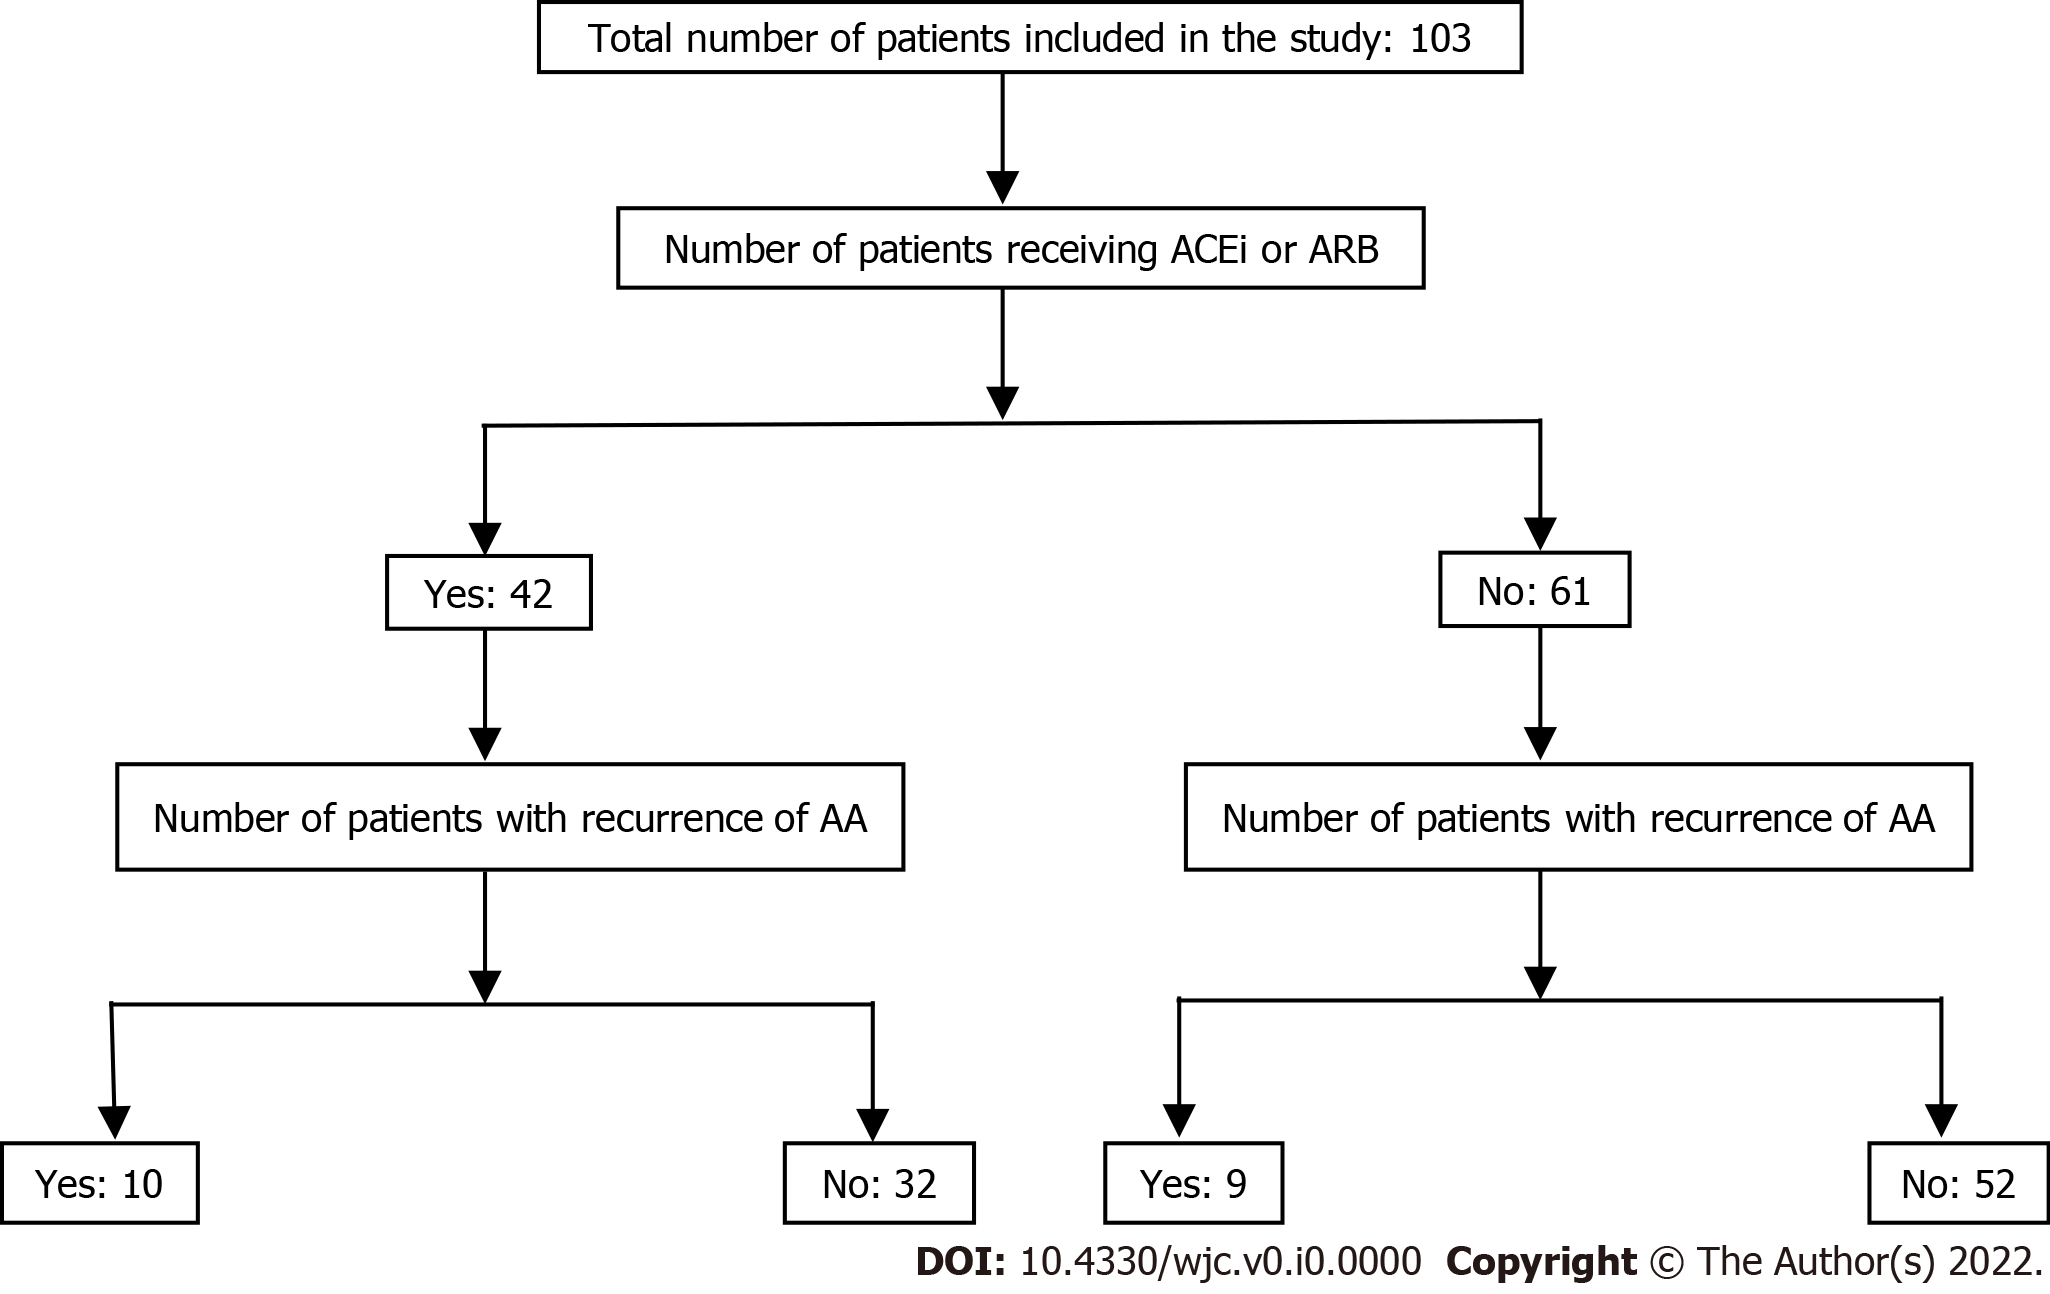 Total number of patients included in the study: 103
Number of patients receiving ACEi or ARB
Yes: 42
No: 61
Number of patients with recurrence of AA
Number of patients with recurrence of AA
Yes: 10
No: 32
Yes: 9
No: 52
DOI: 10.4330/wjc.v0.i0.0000 Copyright © The Author(s) 2022.